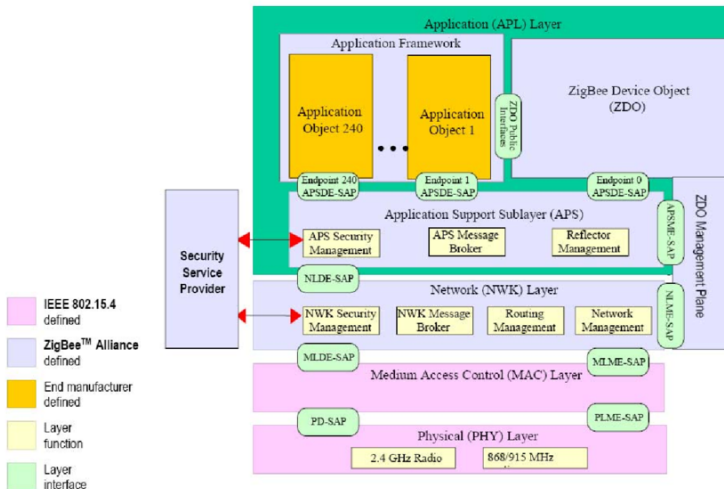 Application (APL) Layer
Application Framework
Application
Object 240
...
Application
Object 1
ZDO Public
Interfaces
ZigBee Device Object
(ZDO)
Endpoint 240
APSDE-SAP
Endpoint 1
APSDE-SAP
Endpoint 0
APSDE-SAP
Application Support Sublayer (APS)
APS Security
Management
APS Message
Broker
Reflector
Management
APSME-SAP
ZDO Management Plane
Security
Service
Provider
NLDE-SAP
Network (NWK) Layer
NWK Security
Management
NWK Message
Broker
Routing
Management
Network
Management
NLME-SAP
MLDE-SAP
MLME-SAP
Medium Access Control (MAC) Layer
PD-SAP
PLME-SAP
Physical (PHY) Layer
2.4 GHz Radio
868/915 MHz
IEEE 802.15.4
defined
ZigBee™ Alliance
defined
End manufacturer
defined
Layer
function
Layer
interface